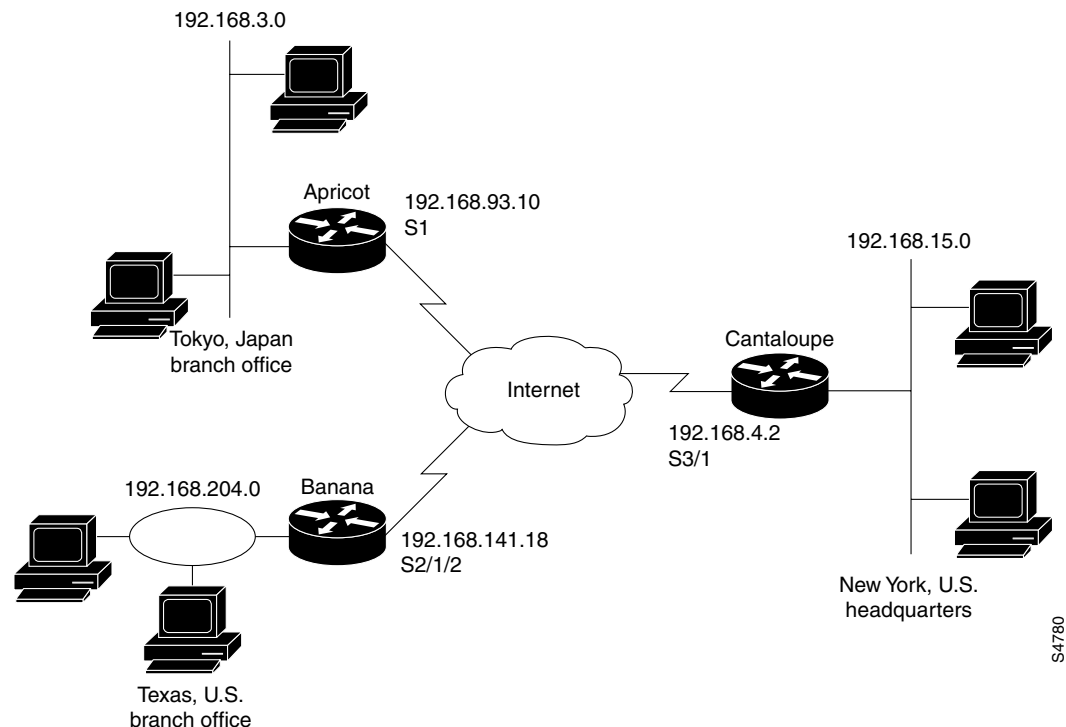 192.168.3.0
Apricot
192.168.93.10
S1
Tokyo, Japan
branch office
192.168.15.0
Cantaloupe
Internet
192.168.4.2
S3/1
192.168.204.0
Banana
192.168.141.18
S2/1/2
New York, U.S.
headquarters
Texas, U.S.
branch office
S4780